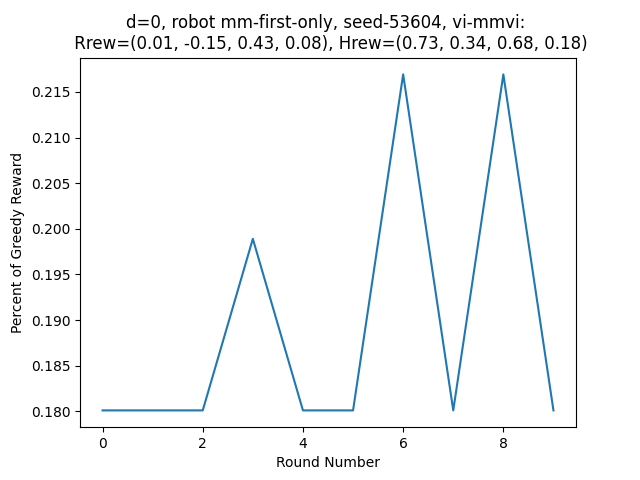 d=0, robot mm-first-only, seed-53604, vi-mmvi:
Rrew=(0.01, -0.15, 0.43, 0.08), Hrew=(0.73, 0.34, 0.68, 0.18)
0.215
0.210
0.205
0.200
0.195
0.190
0.185
0.180
Percent of Greedy Reward
0 2 4 6 8
Round Number